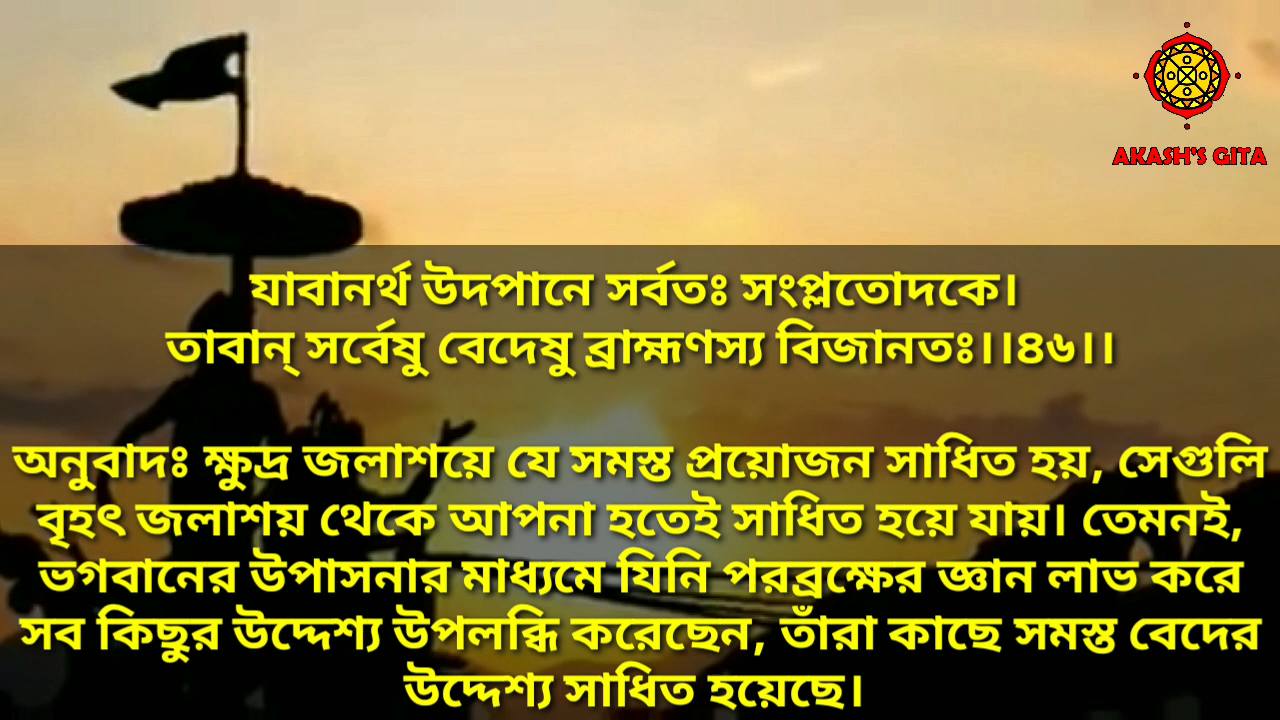 AKASH'S GITA
যাবানর্থ উদপানে সর্বতঃ সংপ্লতোদকে।
তাবান্ সর্বেষু বেদেষু ব্রাহ্মণস্য বিজানতঃ।।৪৬।।
অনুবাদঃ ক্ষুদ্র জলাশয়ে যে সমস্ত প্রয়োজন সাধিত হয়, সেগুলি
বৃহৎ জলাশয় থেকে আপনা হতেই সাধিত হয়ে যায়। তেমনই,
ভগবানের উপাসনার মাধ্যমে যিনি পরব্রক্ষের জ্ঞান লাভ করে
সব কিছুর উদ্দেশ্য উপলব্ধি করেছেন, তাঁরা কাছে সমস্ত বেদের
উদ্দেশ্য সাধিত হয়েছে।